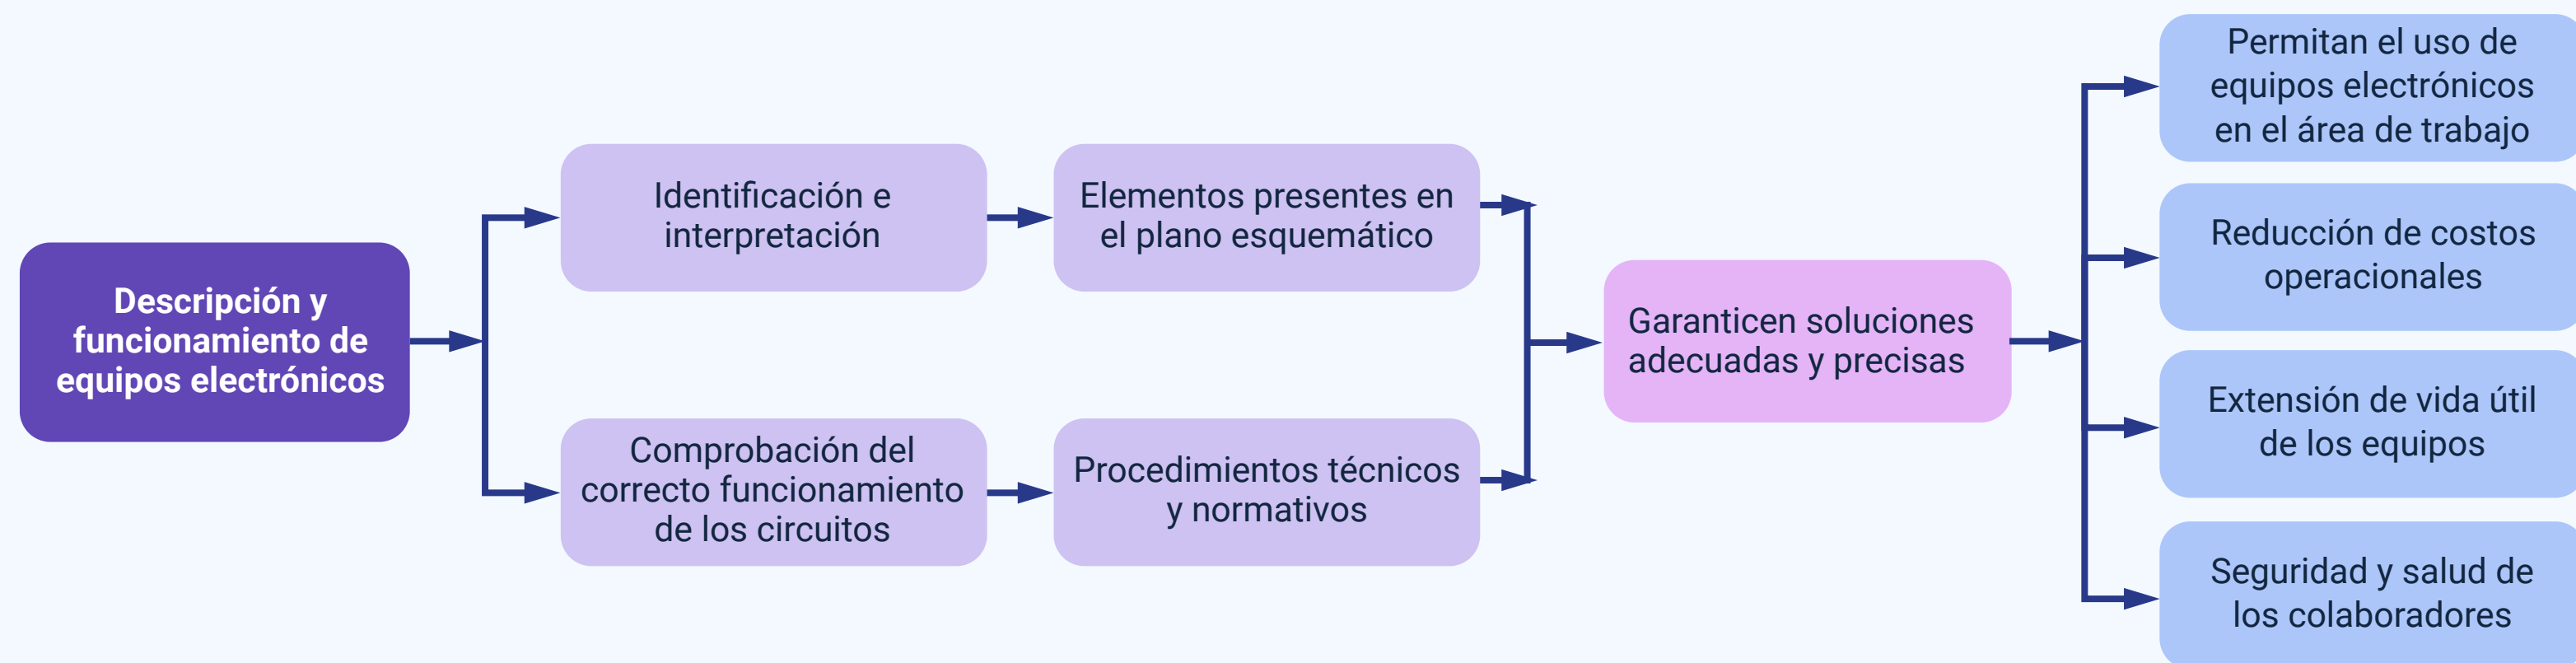 Descripción y
funcionamiento de
equipos electrónicos
Identificación e
interpretación
Elementos presentes en
el plano esquemático
Comprobación del
correcto funcionamiento
de los circuitos
Procedimientos técnicos
y normativos
Garanticen soluciones
adecuadas y precisas
Permitan el uso de
equipos electrónicos
en el área de trabajo
Reducción de costos
operacionales
Extensión de vida útil
de los equipos
Seguridad y salud de
los colaboradores